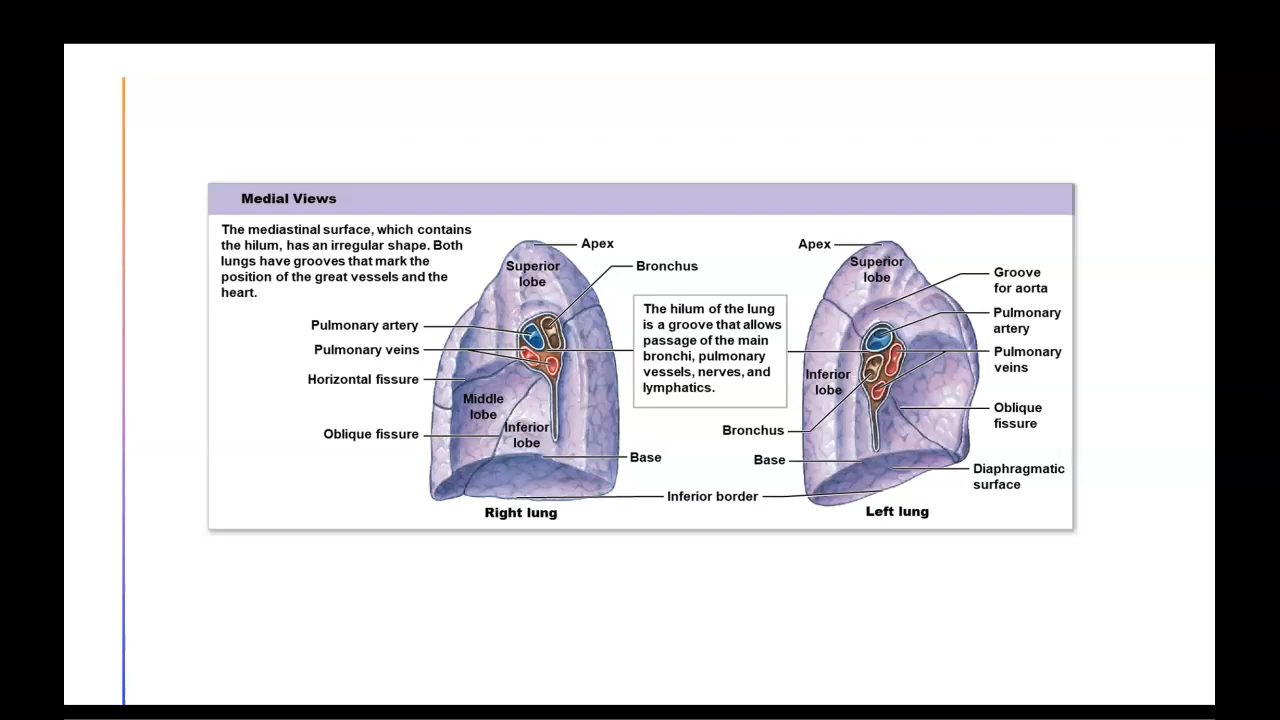 Medial Views
The mediastinal surface, which contains
the hilum, has an irregular shape. Both
lungs have grooves that mark the
position of the great vessels and the
heart.
Apex
Superior
lobe
Bronchus
Pulmonary artery
Pulmonary veins
Horizontal fissure
Middle
lobe
Oblique fissure
Inferior
lobe
Base
Right lung
The hilum of the lung
is a groove that allows
passage of the main
bronchi, pulmonary
vessels, nerves, and
lymphatics.
Inferior border
Apex
Superior
lobe
Groove
for aorta
Pulmonary
artery
Pulmonary
veins
Inferior
lobe
Oblique
fissure
Bronchus
Base
Diaphragmatic
surface
Left lung